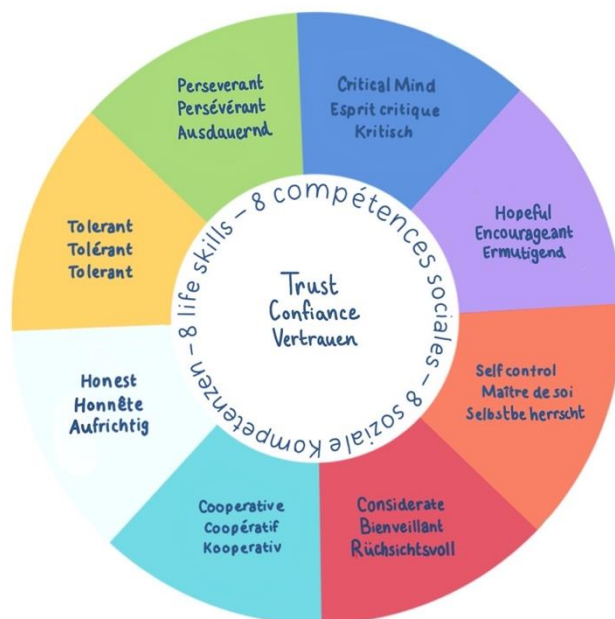 Perseverant
Persévérant
Ausdauernd
Critical Mind
Esprit critique
Kritisch
Hopeful
Encourageant
Ermutigend
Self control
Maître de soi
Selbstbe herrscht
Considerate
Bienveillant
Rüchsichtsvoll
Cooperative
Coopératif
Kooperativ
Honest
Honnête
Aufrichtig
Tolerant
Tolérant
Tolerant
8 life skills – 8 compétences sociales – 8 soziale Kompetenzen –
Trust
Confiance
Vertrauen